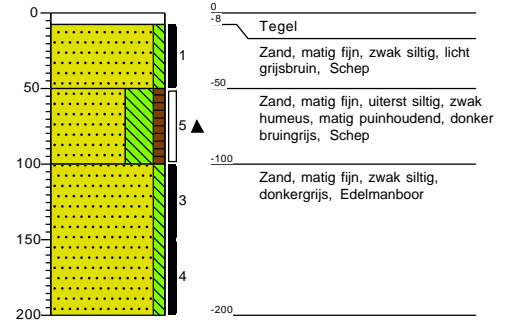 0
50
100
150
200
1
5
3
4
0
-8
Tegel
Zand, matig fijn, zwak siltig, licht
grijsbruin, Schep
-50
Zand, matig fijn, uiterst siltig, zwak
humeus, matig puinhoudend, donker
bruingrijs, Schep
-100
Zand, matig fijn, zwak siltig,
donkergrijs, Edelmanboor
-200